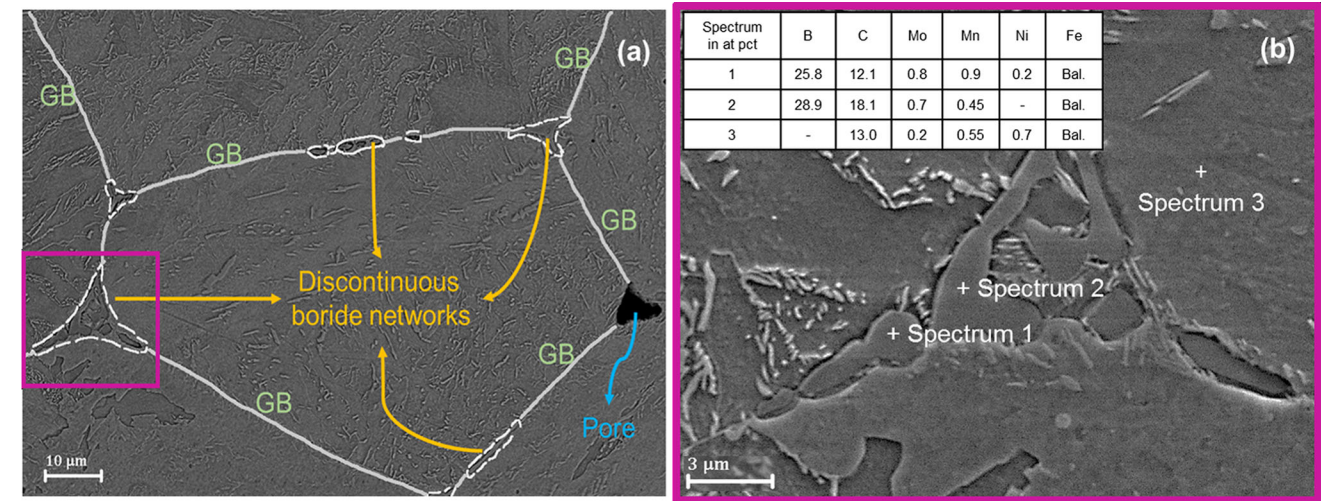 (a)
GB
GB
GB
GB
Discontinuous
boride networks
GB
GB
Pore
10 µm
Spectrum in at pct B C Mo Mn Ni Fe
1 25.8 12.1 0.8 0.9 0.2 Bal.
2 28.9 18.1 0.7 0.45 - Bal.
3 - 13.0 0.2 0.55 0.7 Bal.
(b)
+
Spectrum 3
+ Spectrum 2
+ Spectrum 1
3 µm